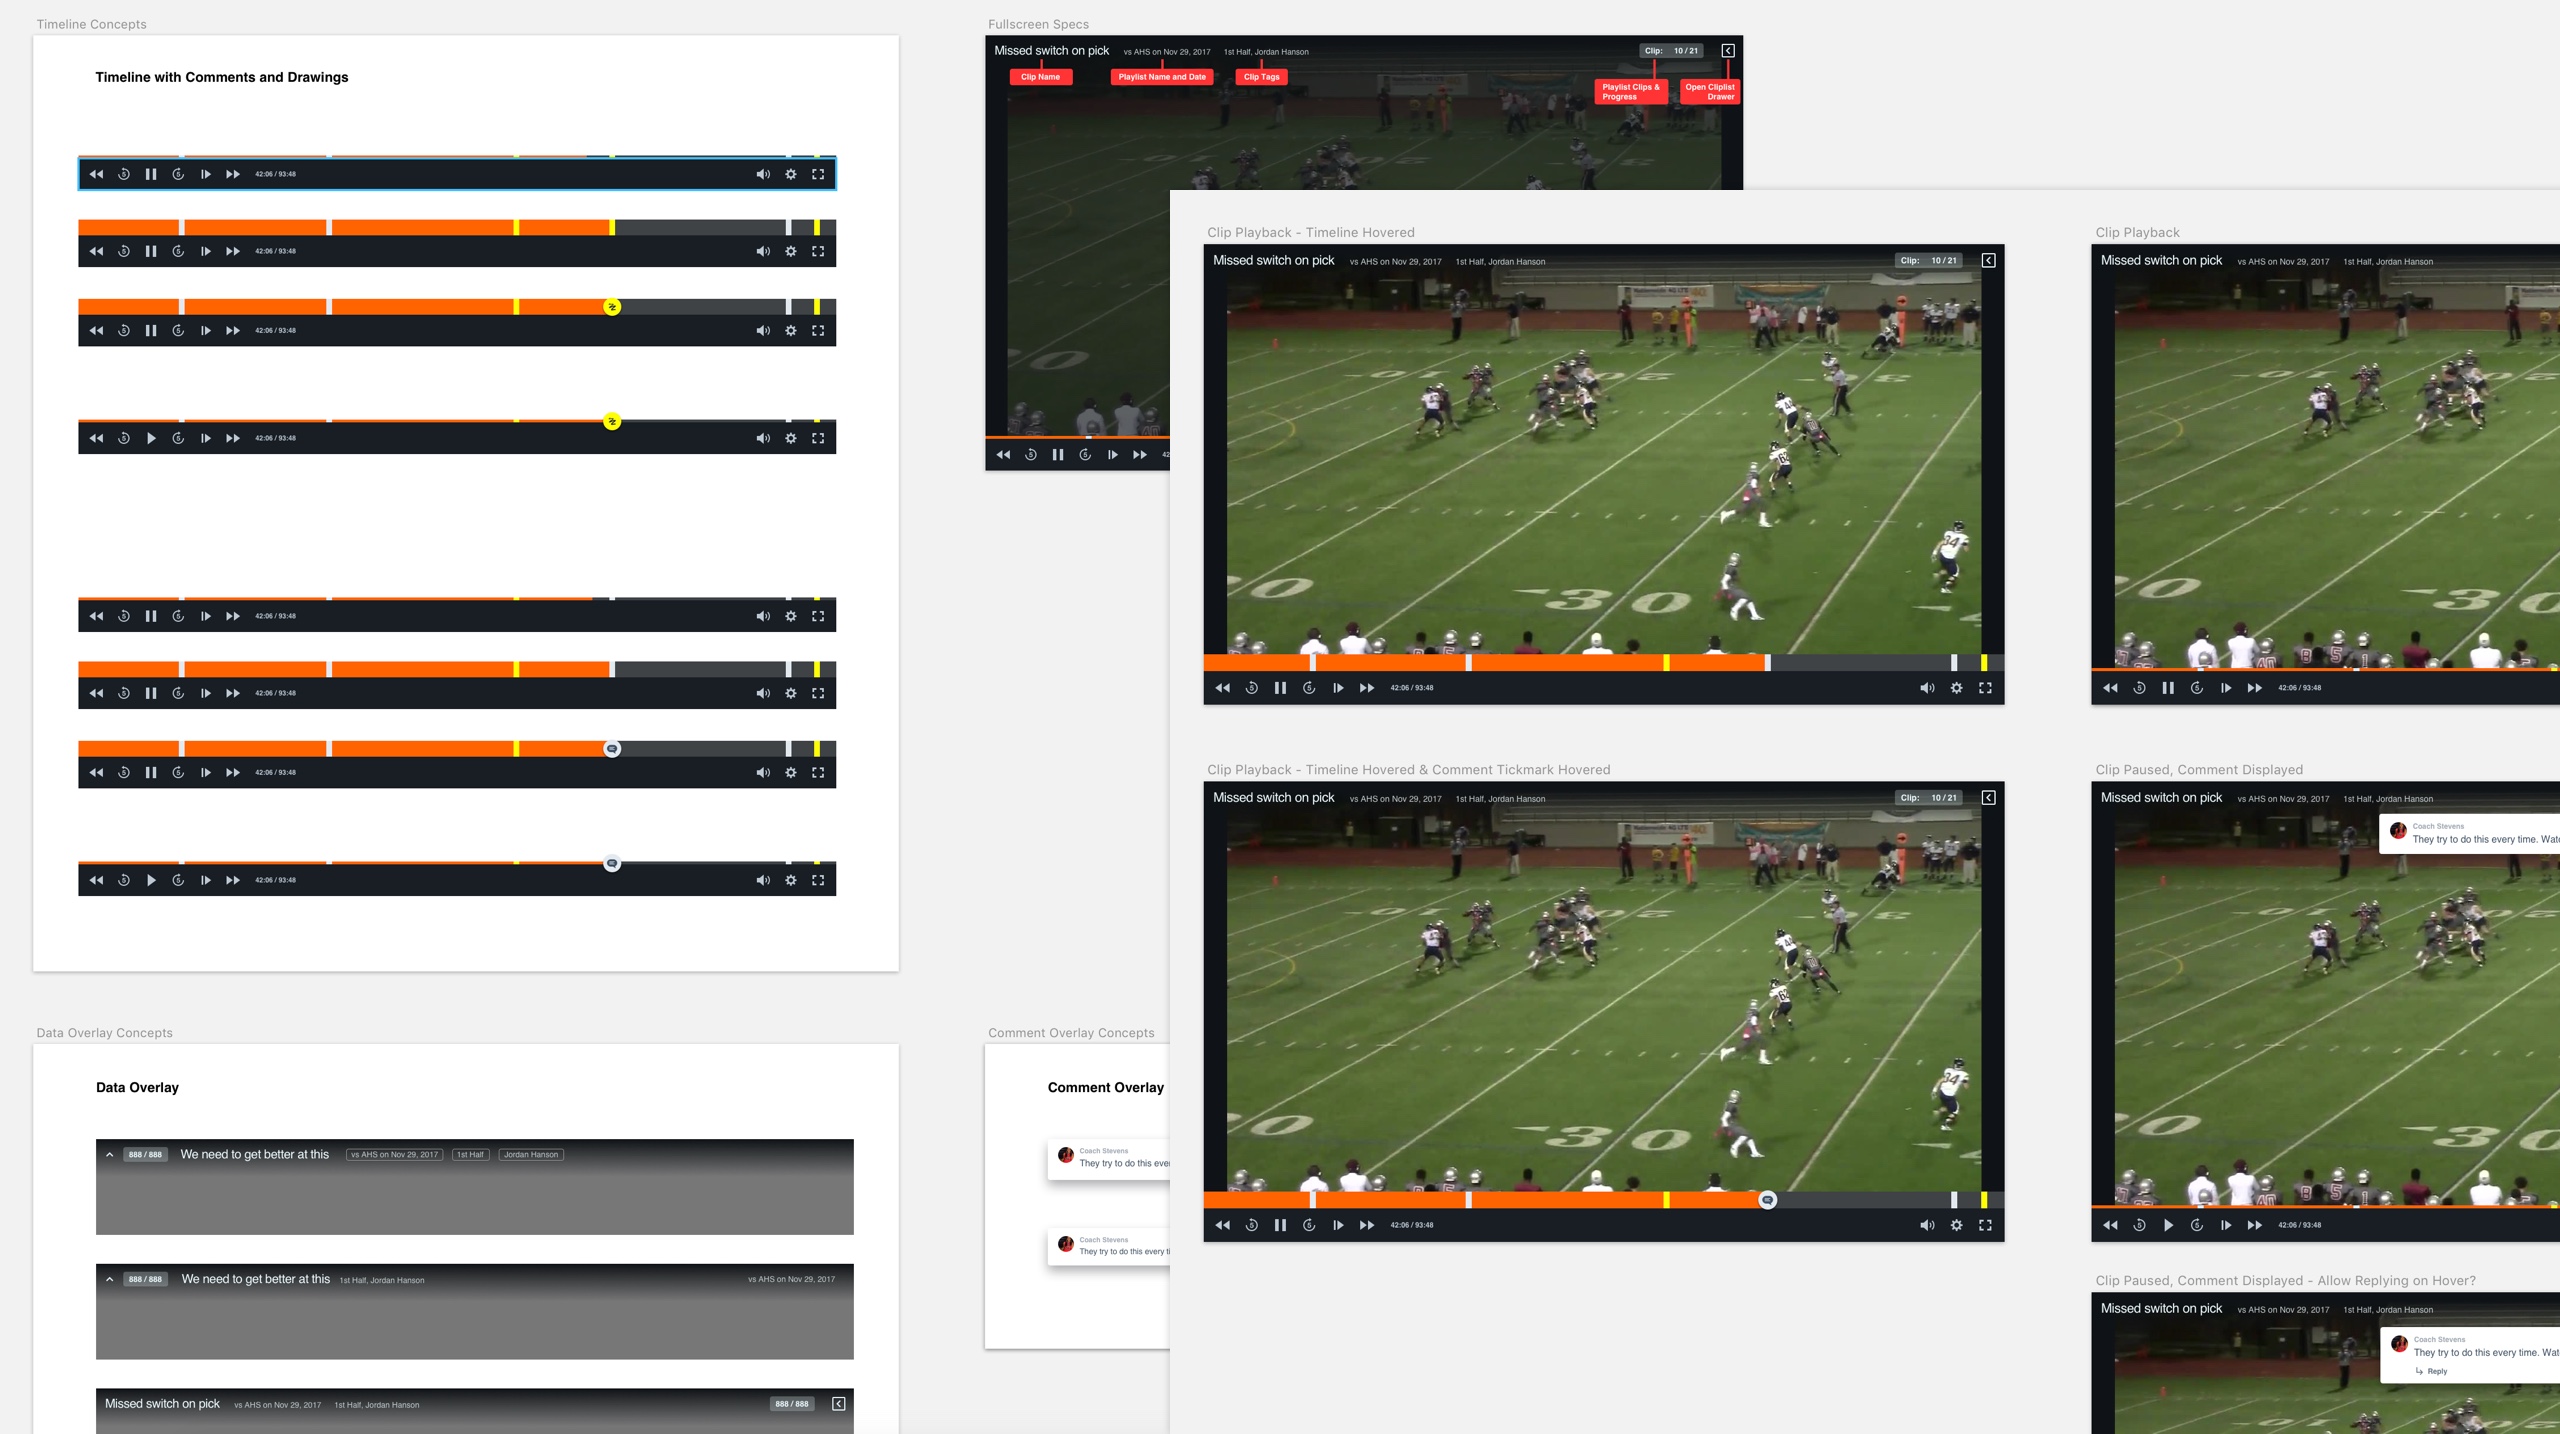 Timeline Concepts
Timeline with Comments and Drawings
42:06 / 93:48
42:06 / 93:48
42:06 / 93:48
42:06 / 93:48
42:06 / 93:48
42:06 / 93:48
42:06 / 93:48
42:06 / 93:48
Fullscreen Specs
Missed switch on pick vs AHS on Nov 29, 2017 1st Half, Jordan Hanson Clip: 10 / 21
Clip Name Playlist Name and Date Clip Tags
Playlist Clips & Progress
Open Cliplist Drawer
42
Clip Playback - Timeline Hovered
Missed switch on pick vs AHS on Nov 29, 2017 1st Half, Jordan Hanson Clip: 10 / 21
42:06 / 93:48
Clip Playback
Missed switch on pick vs AHS on Nov 29, 2017 1st Half, Jordan Hanson
42:06 / 93:48
Clip Playback - Timeline Hovered & Comment Tickmark Hovered
Missed switch on pick vs AHS on Nov 29, 2017 1st Half, Jordan Hanson Clip: 10 / 21
42:06 / 93:48
Clip Paused, Comment Displayed
Missed switch on pick vs AHS on Nov 29, 2017 1st Half, Jordan Hanson
Coach Stevens
They try to do this every time. Wat
42:06 / 93:48
Clip Paused, Comment Displayed - Allow Replying on Hover?
Missed switch on pick vs AHS on Nov 29, 2017 1st Half, Jordan Hanson
Coach Stevens
They try to do this every time. Wat
Reply
Data Overlay Concepts
Data Overlay
888 / 888 We need to get better at this vs AHS on Nov 29, 2017 1st Half Jordan Hanson
888 / 888 We need to get better at this 1st Half, Jordan Hanson vs AHS on Nov 29, 2017
Missed switch on pick vs AHS on Nov 29, 2017 1st Half, Jordan Hanson 888 / 888
Comment Overlay Concepts
Comment Overlay
Coach Stevens
They try to do this eve
Coach Stevens
They try to do this every ti